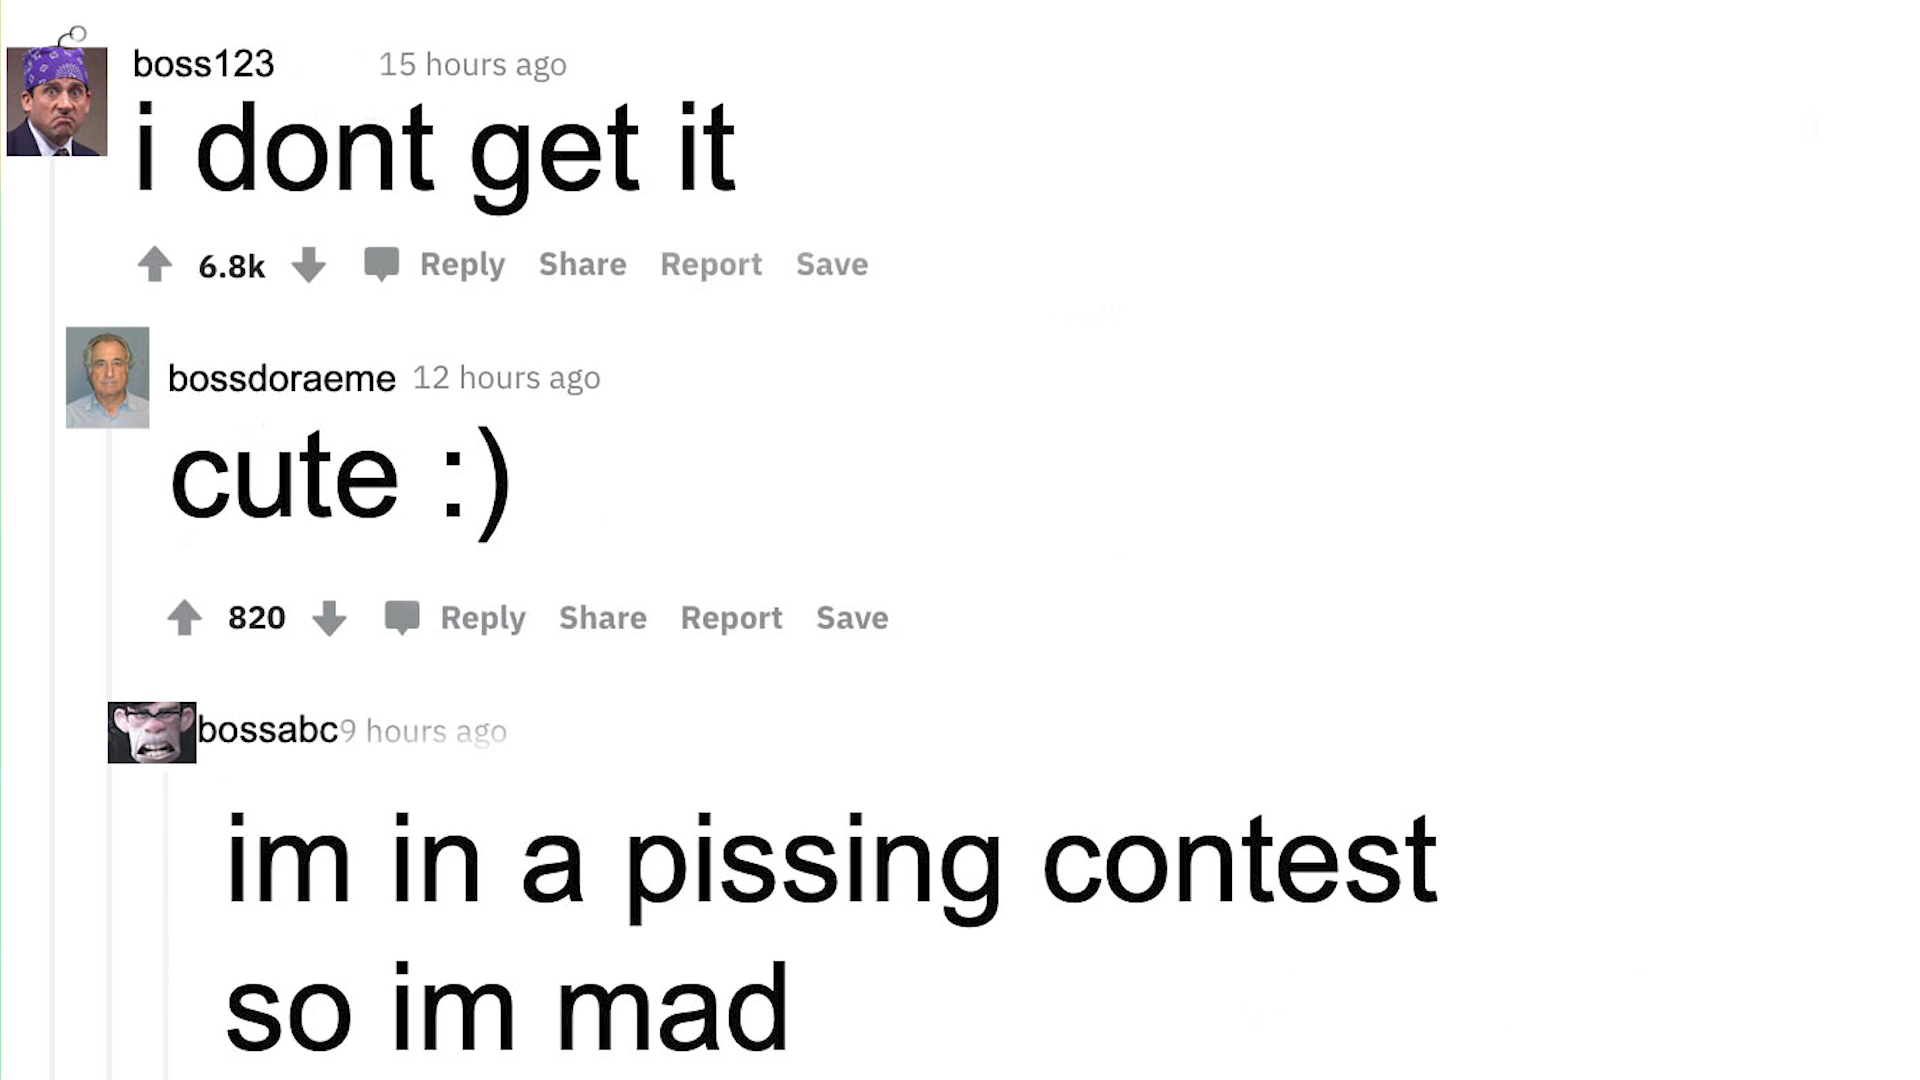 boss123 15 hours ago
i dont get it
6.8k Reply Share Report Save
bossdoraeme 12 hours ago
cute :)
820 Reply Share Report Save
bossabc 9 hours ago
im in a pissing contest
so im mad